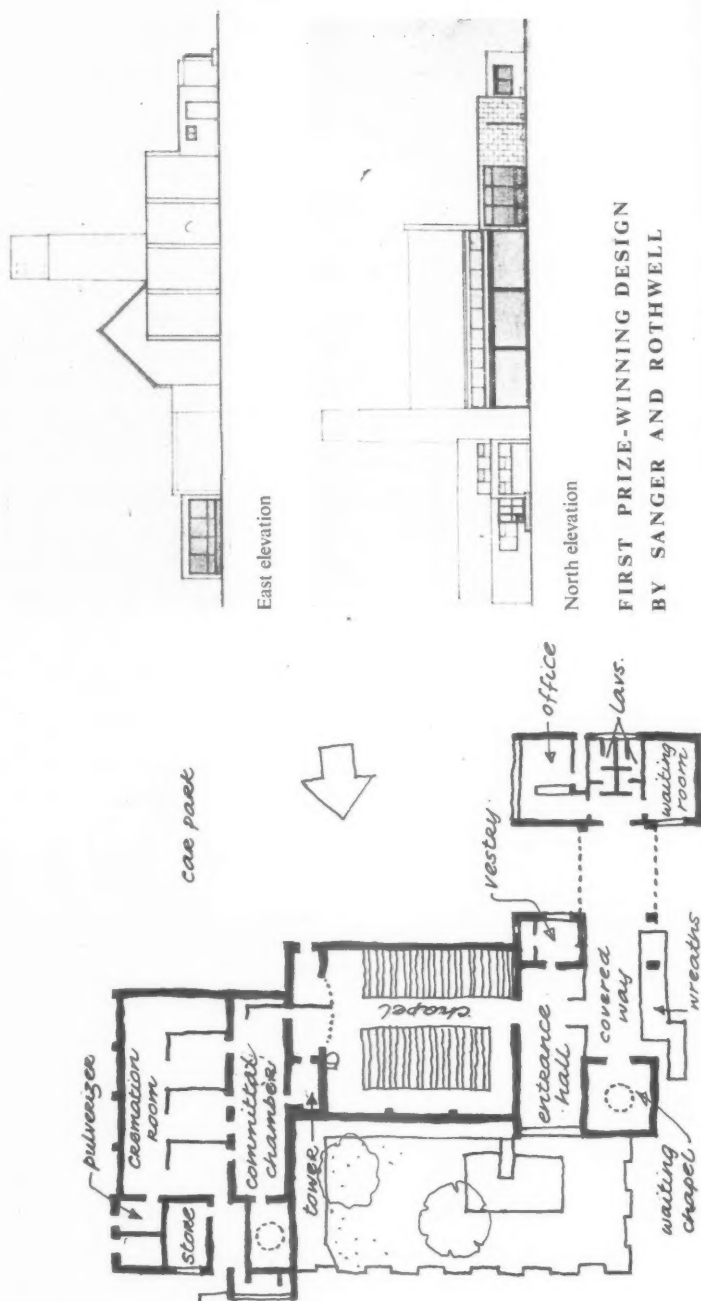 East elevation
North elevation
FIRST PRIZE-WINNING DESIGN
BY SANGER AND ROTHWELL
car park
pulverizer
cremation
room
store
committal
chamber
tower
chapel
vestry
office
lavs.
waiting
room
entrance
hall
covered
way
wreaths
waiting
chapel